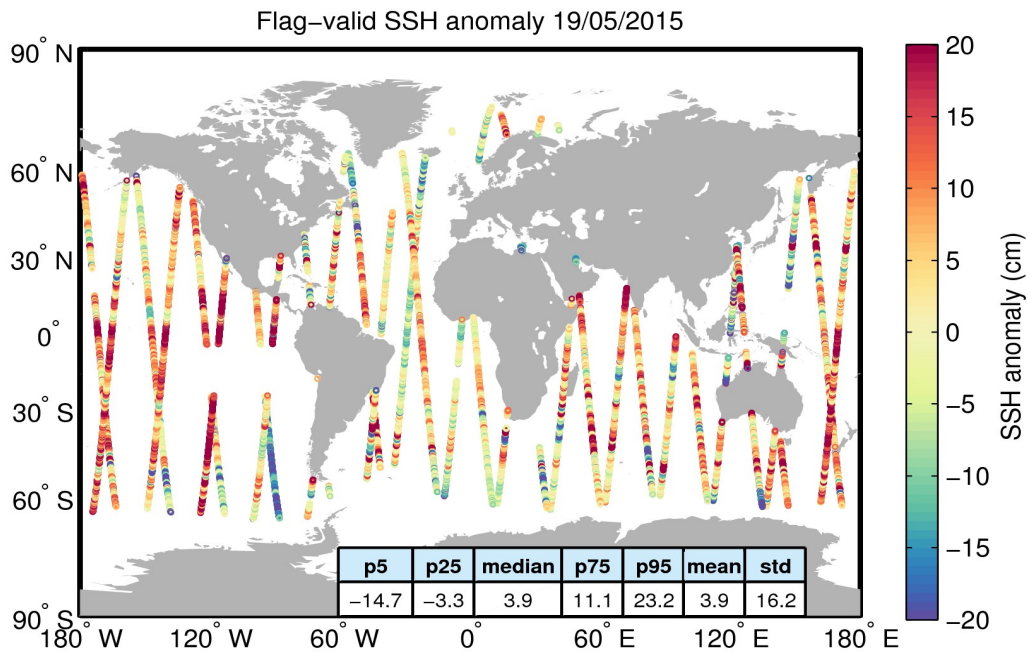 Flag−valid SSH anomaly 19/05/2015
90° N
60° N
30° N
0°
30° S
60° S
90° S
180° W
120° W
60° W
0°
60° E
120° E
180° E
p5 p25 median p75 p95 mean std
−14.7 −3.3 3.9 11.1 23.2 3.9 16.2
20
15
10
5
0
−5
−10
−15
−20
SSH anomaly (cm)